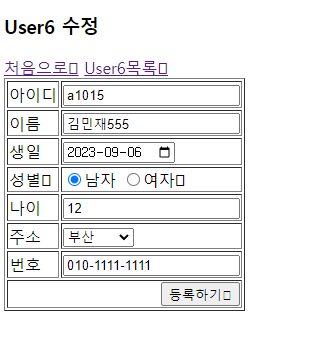 User6 수정
처음으로 User6목록
아이디 a1015
이름 김민재555
생일 2023-09-06
성별 남자 여자
나이 12
주소 부산
번호 010-1111-1111
등록하기